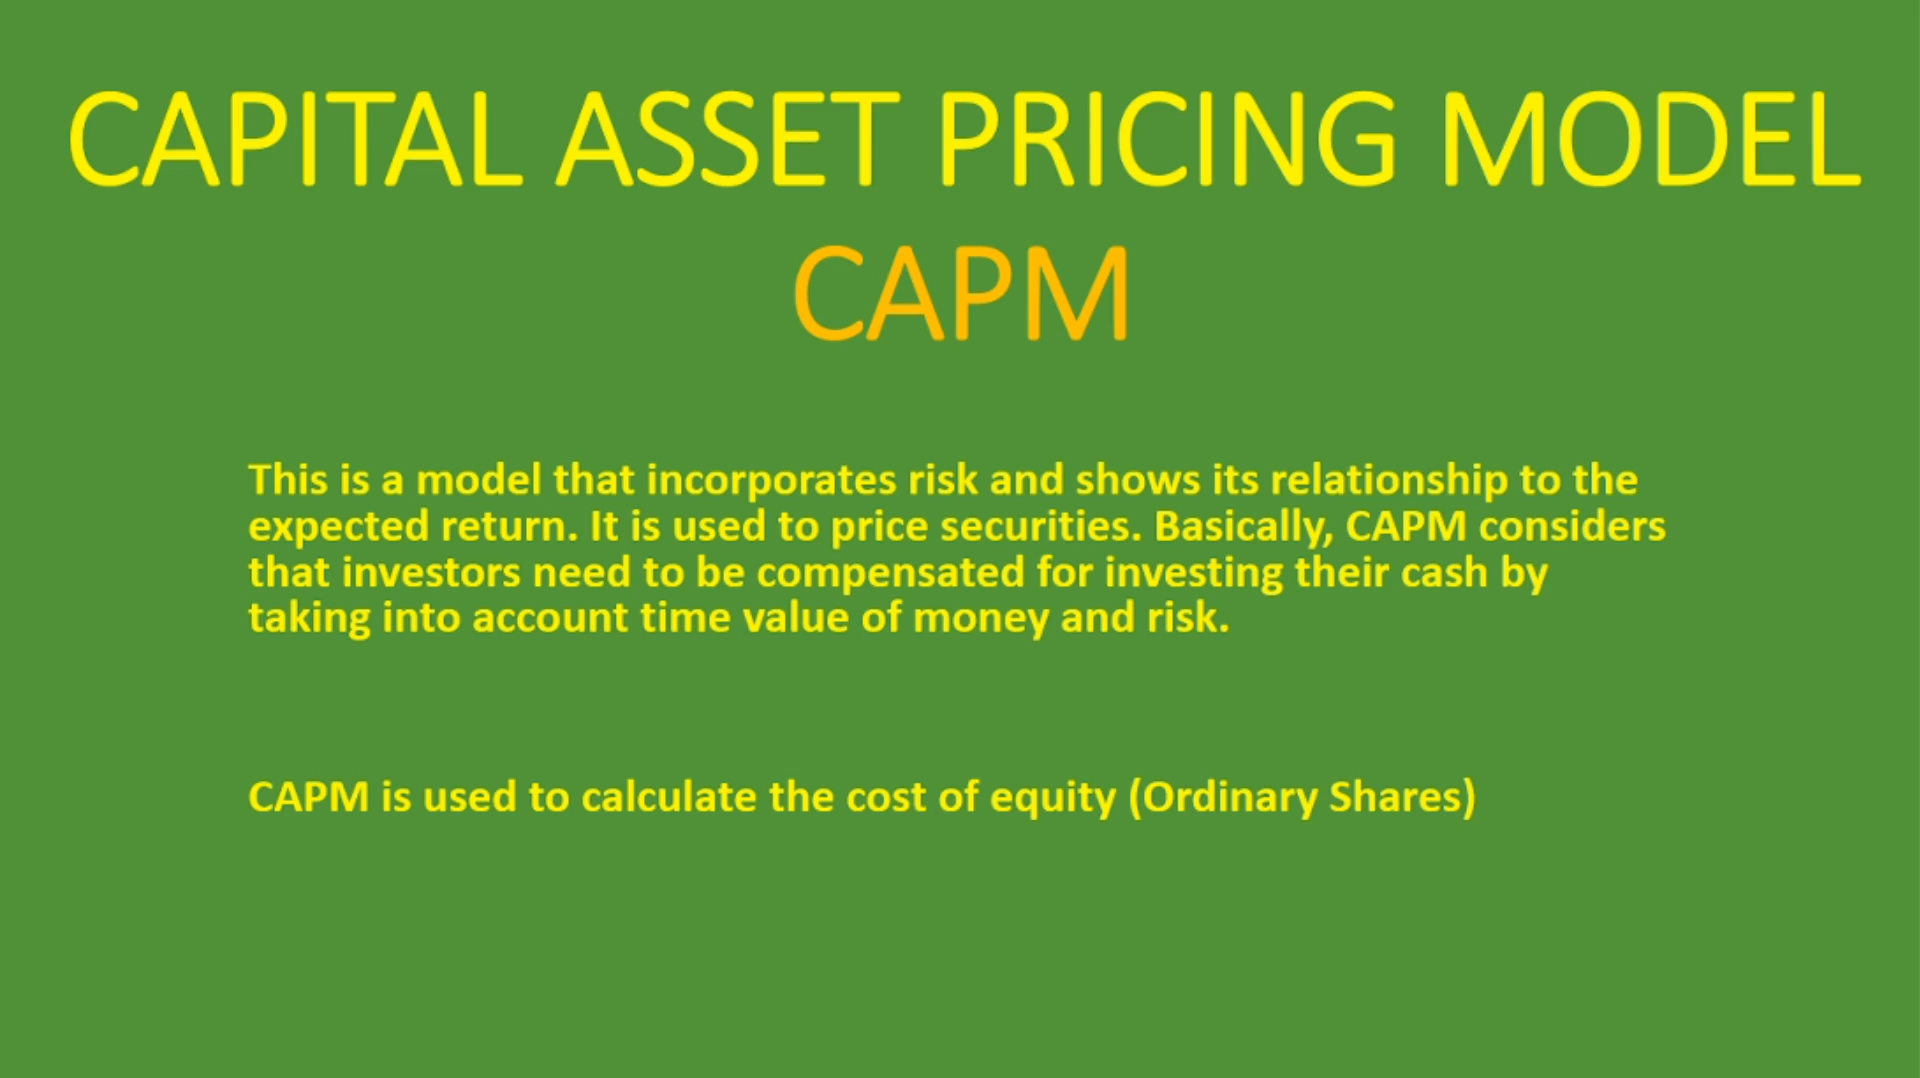 CAPITAL ASSET PRICING MODEL
CAPM
This is a model that incorporates risk and shows its relationship to the
expected return. It is used to price securities. Basically, CAPM considers
that investors need to be compensated for investing their cash by
taking into account time value of money and risk.
CAPM is used to calculate the cost of equity (Ordinary Shares)